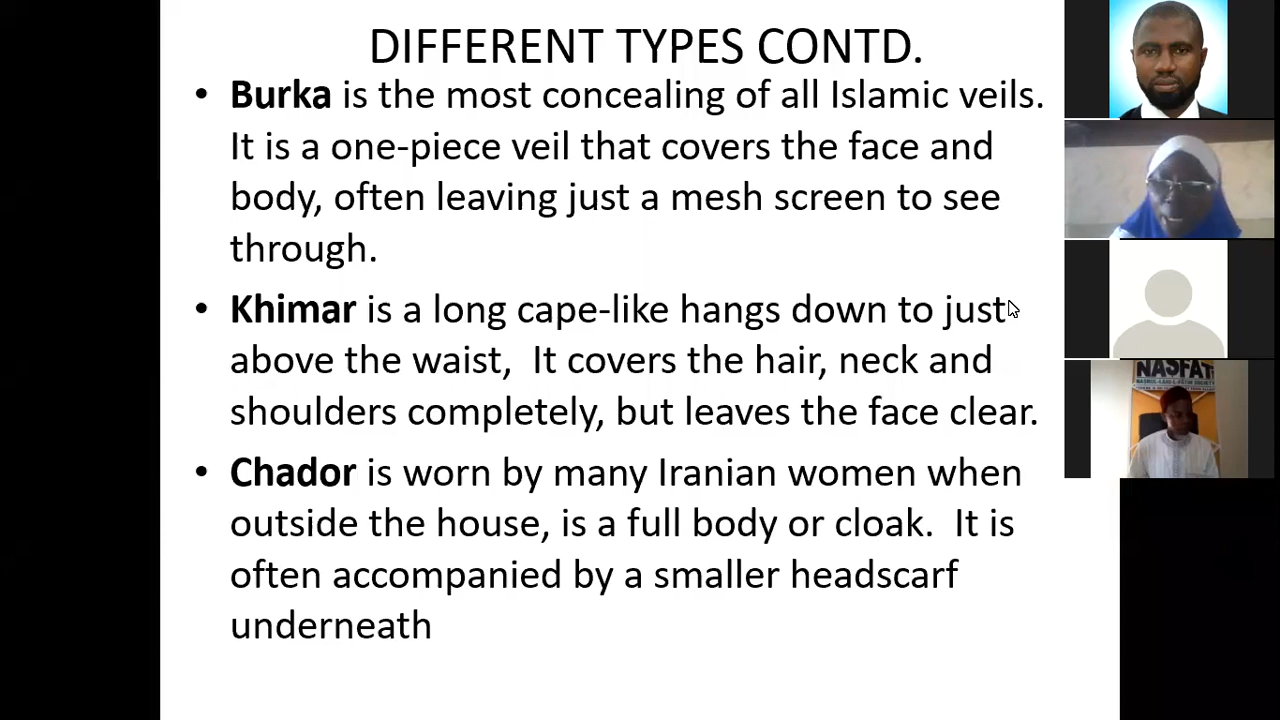 DIFFERENT TYPES CONTD.
• Burka is the most concealing of all Islamic veils.
It is a one-piece veil that covers the face and
body, often leaving just a mesh screen to see
through.
• Khimar is a long cape-like hangs down to just
above the waist,  It covers the hair, neck and
shoulders completely, but leaves the face clear.
• Chador is worn by many Iranian women when
outside the house, is a full body or cloak.  It is
often accompanied by a smaller headscarf
underneath
NASFAT